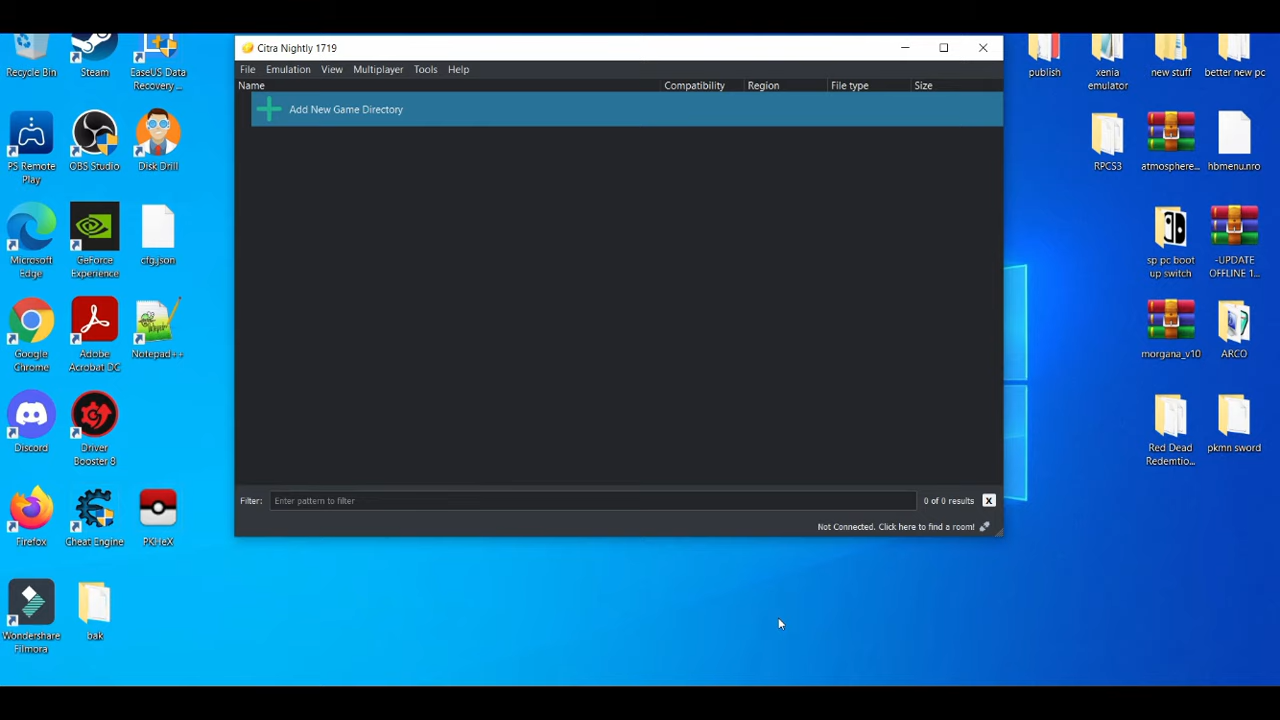 Citra Nightly 1719
File Emulation View Multiplayer Tools Help
Name Compatibility Region File type Size
Add New Game Directory
Filter: Enter pattern to filter 0 of 0 results X
Not Connected. Click here to find a room!
Recycle Bin
Steam
EaseUS Data
Recovery ...
PS Remote
Play
OBS Studio
Disk Drill
Microsoft
Edge
GeForce
Experience
cfg.json
Google
Chrome
Adobe
Acrobat DC
Notepad++
Discord
Driver
Booster 8
Firefox
Cheat Engine
PKHeX
Wondershare
Filmora
bak
publish
xenia
emulator
new stuff
better new pc
RPCS3
atmosphere...
hbmenu.nro
sp pc boot
up switch
-UPDATE
OFFLINE 1...
morgana_v10
ARCO
Red Dead
Redemtio...
pkmn sword